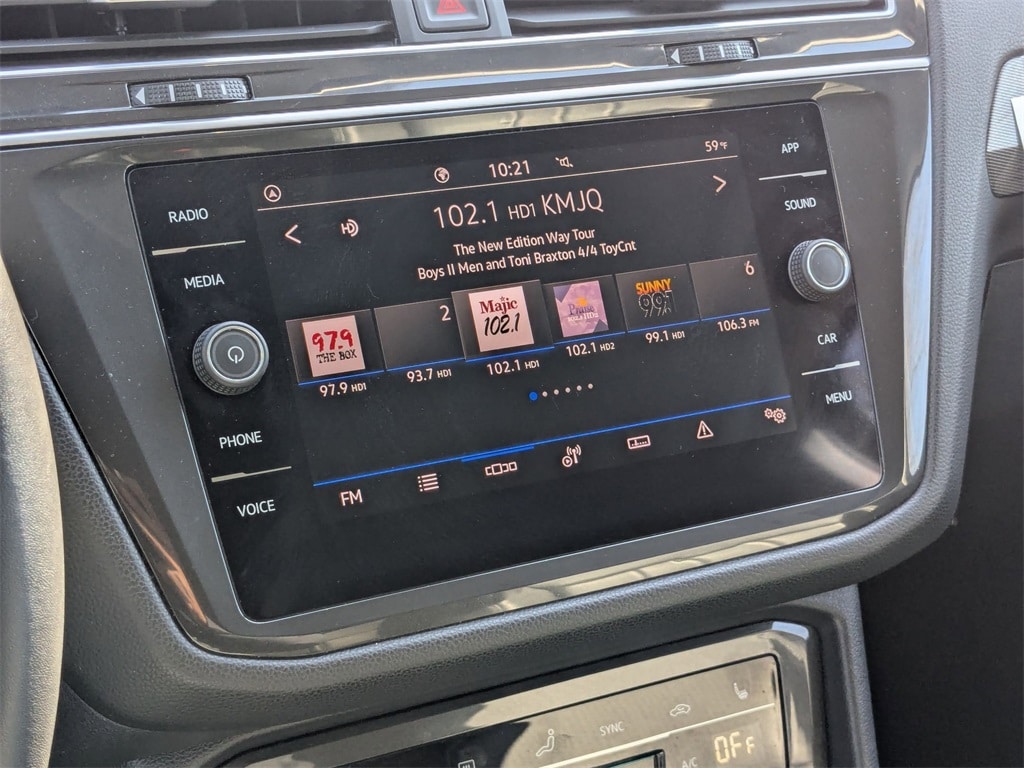 10:21
59°F
102.1 HD1 KMJQ
HD
The New Edition Way Tour
Boys II Men and Toni Braxton 4/4 ToyCnt
97.9
THE BOX
2
Majic
102.1
Praise
SUNNY
99.1
6
97.9 HD1
93.7 HD1
102.1 HD1
102.1 HD2
99.1 HD1
106.3 FM
FM
RADIO
MEDIA
PHONE
VOICE
APP
SOUND
CAR
MENU
SYNC
A/C
OFF